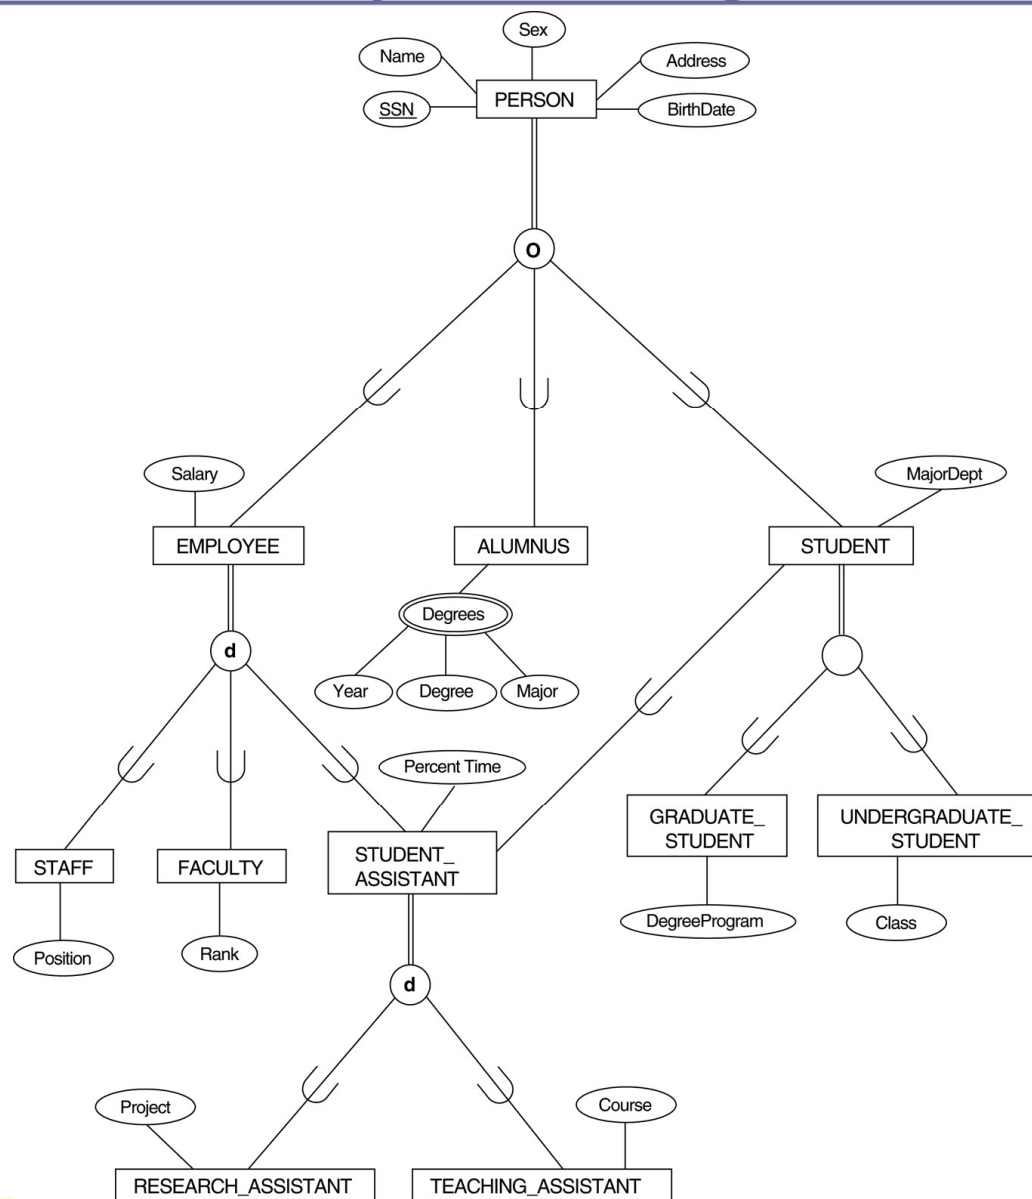 Sex
Name
Address
SSN
PERSON
BirthDate
O
Salary
MajorDept
EMPLOYEE
ALUMNUS
STUDENT
Degrees
d
Year
Degree
Major
Percent Time
GRADUATE_
STUDENT
UNDERGRADUATE_
STUDENT
STAFF
FACULTY
STUDENT_
ASSISTANT
DegreeProgram
Class
Position
Rank
d
Project
Course
RESEARCH_ASSISTANT
TEACHING_ASSISTANT